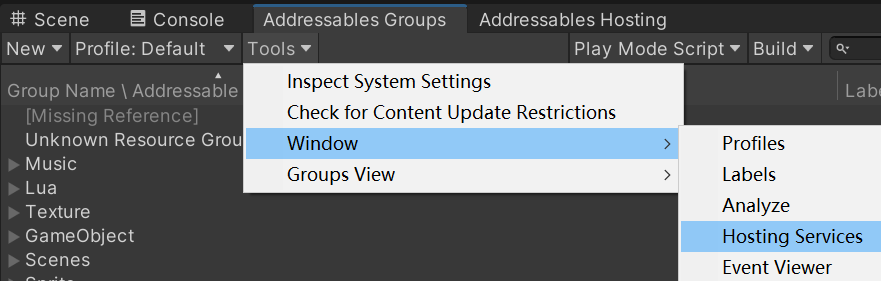 Scene Console Addressables Groups Addressables Hosting
New Profile: Default Tools Play Mode Script Build
Group Name \ Addressable
Inspect System Settings
[Missing Reference] Check for Content Update Restrictions
Unknown Resource Grou Window Profiles
Music Groups View Labels
Lua Analyze
Texture
GameObject Hosting Services
Scenes Event Viewer